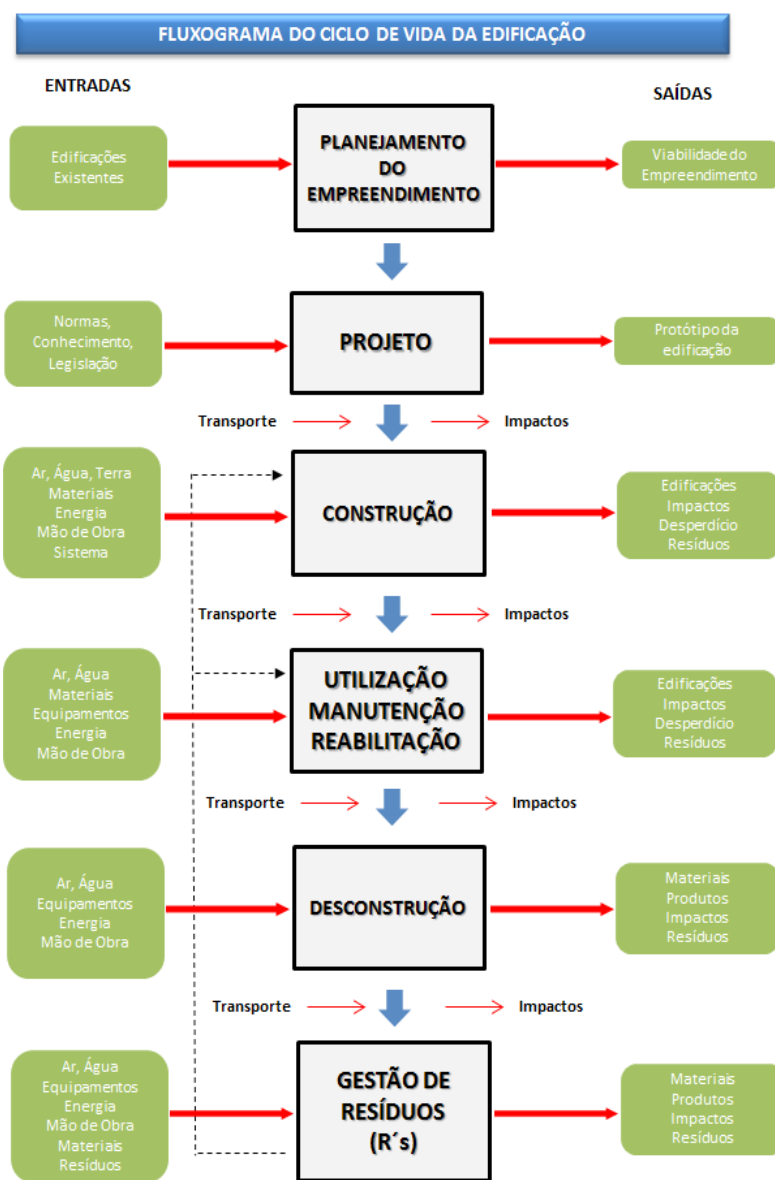 FLUXOGRAMA DO CICLO DE VIDA DA EDIFICAÇÃO
ENTRADAS
SAÍDAS
Edificações
Existentes
PLANEJAMENTO
DO
EMPREENDIMENTO
Viabilidade do
Empreendimento
Normas,
Conhecimento,
Legislação
PROJETO
Protótipo da
edificação
Transporte
Impactos
Ar, Água, Terra
Materiais
Energia
Mão de Obra
Sistema
CONSTRUÇÃO
Edificações
Impactos
Desperdício
Resíduos
Transporte
Impactos
Ar, Água
Materiais
Equipamentos
Energia
Mão de Obra
UTILIZAÇÃO
MANUTENÇÃO
REABILITAÇÃO
Edificações
Impactos
Desperdício
Resíduos
Transporte
Impactos
Ar, Água
Equipamentos
Energia
Mão de Obra
DESCONSTRUÇÃO
Materiais
Produtos
Impactos
Resíduos
Transporte
Impactos
Ar, Água
Equipamentos
Energia
Mão de Obra
Materiais
Resíduos
GESTÃO DE
RESÍDUOS
(R´s)
Materiais
Produtos
Impactos
Resíduos